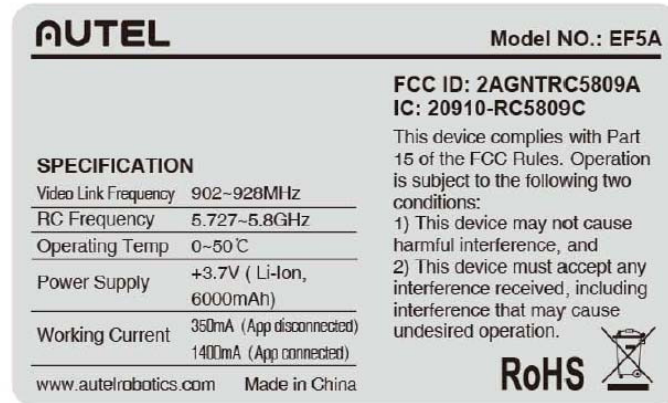 AUTEL
Model NO.: EF5A
FCC ID: 2AGNTRC5809A
IC: 20910-RC5809C
This device complies with Part
15 of the FCC Rules. Operation
is subject to the following two
conditions:
1) This device may not cause
harmful interference, and
2) This device must accept any
interference received, including
interference that may cause
undesired operation.
SPECIFICATION
Video Link Frequency 902~928MHz
RC Frequency 5.727~5.8GHz
Operating Temp 0~50℃
Power Supply +3.7V ( Li-Ion,
6000mAh)
Working Current 350mA (App disconnected)
1400mA (App connected)
www.autelrobotics.com Made in China
RoHS